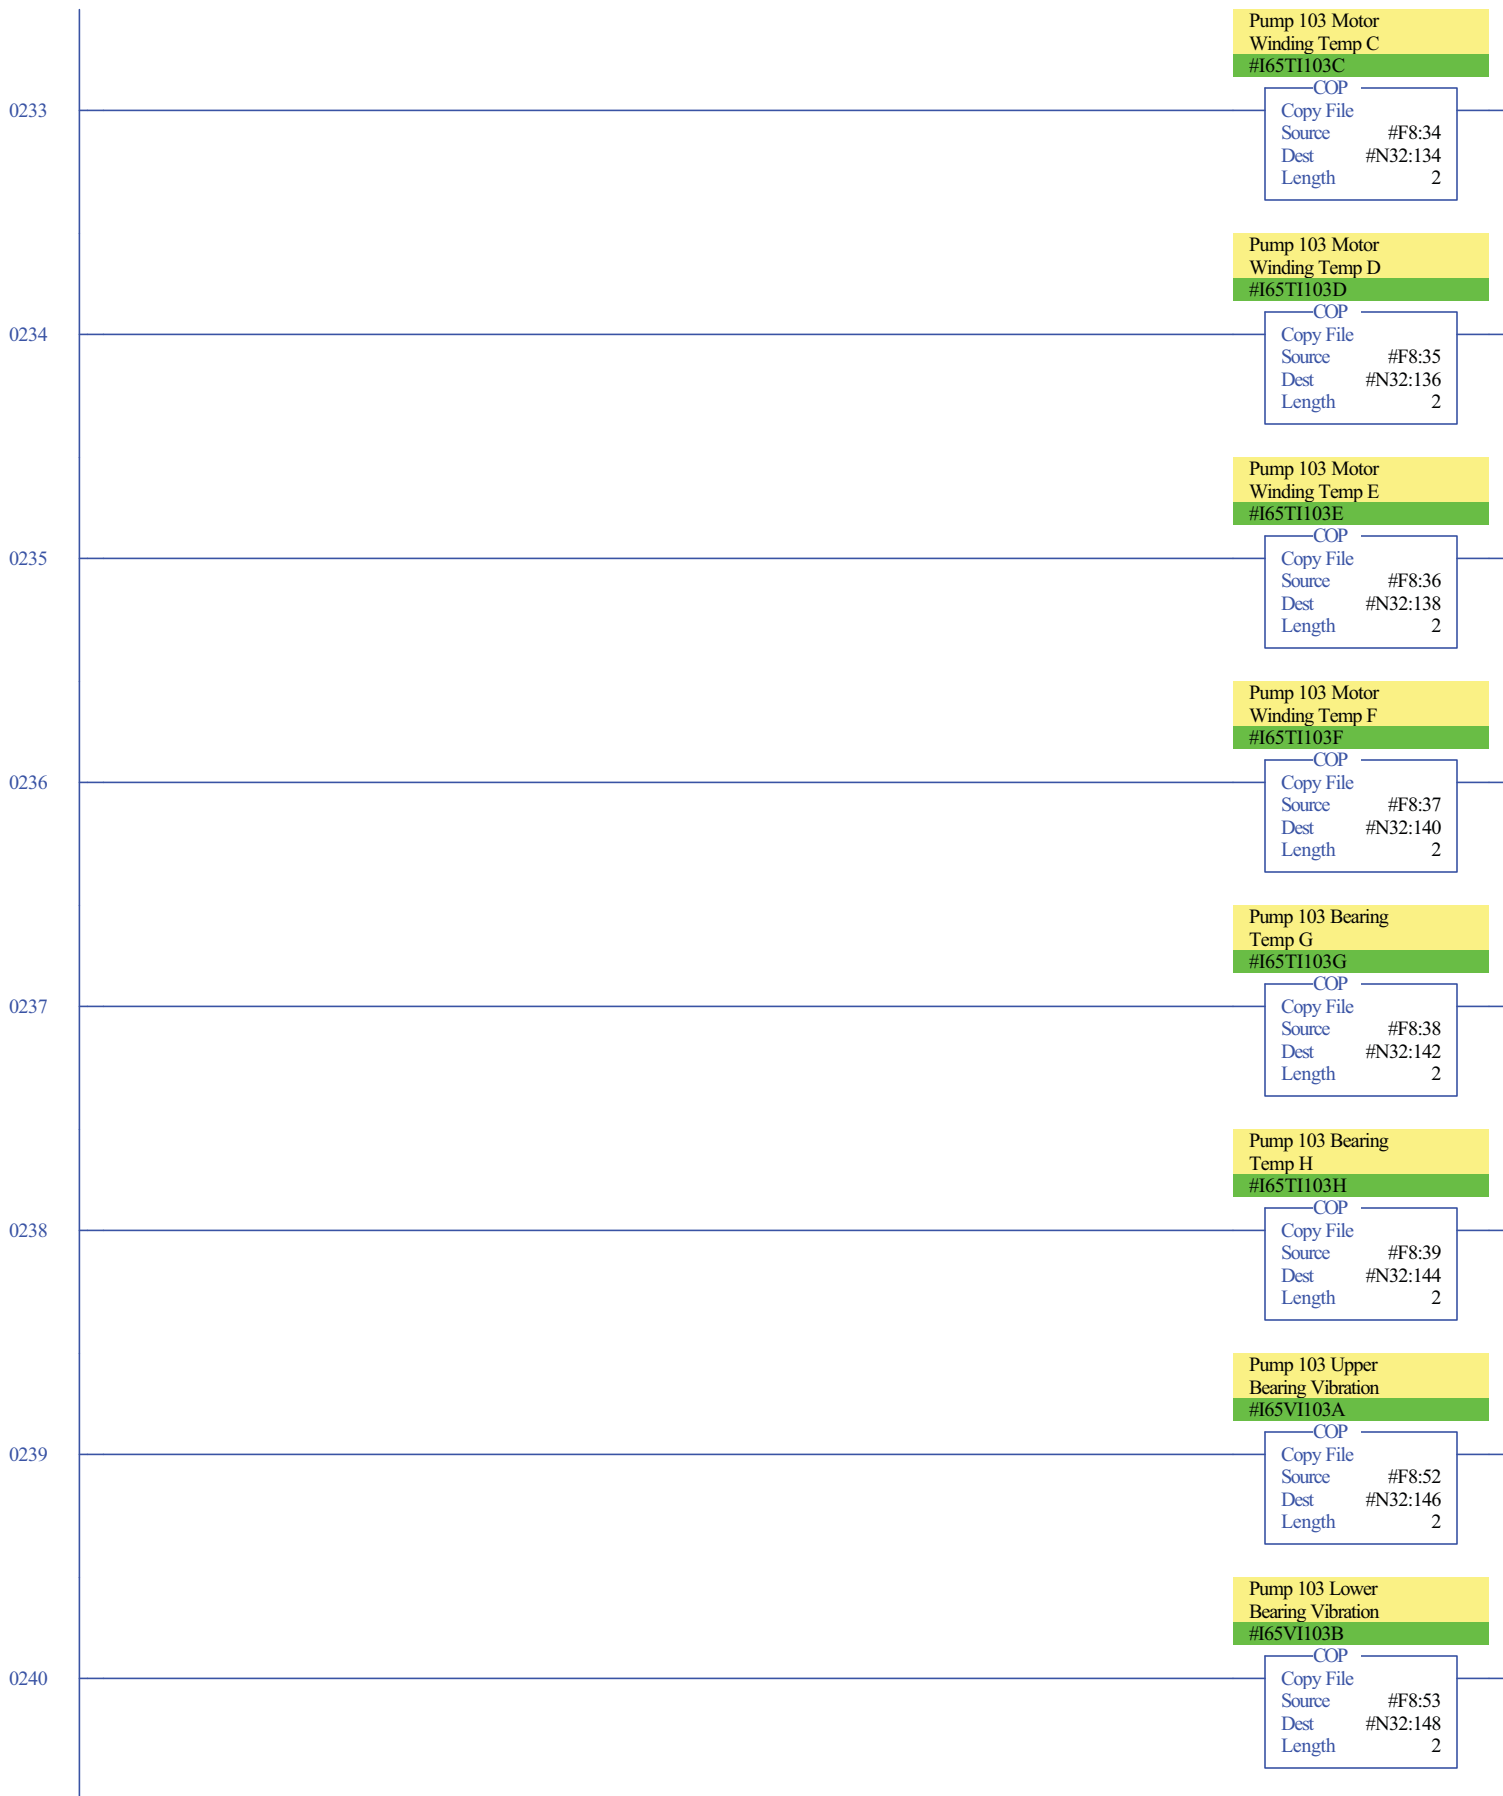 Pump 103 Motor
Winding Temp C
#I65TI103C
COP
0233
Copy File
Source #F8:34
Dest #N32:134
Length 2
Pump 103 Motor
Winding Temp D
#I65TI103D
COP
0234
Copy File
Source #F8:35
Dest #N32:136
Length 2
Pump 103 Motor
Winding Temp E
#I65TI103E
COP
0235
Copy File
Source #F8:36
Dest #N32:138
Length 2
Pump 103 Motor
Winding Temp F
#I65TI103F
COP
0236
Copy File
Source #F8:37
Dest #N32:140
Length 2
Pump 103 Bearing
Temp G
#I65TI103G
COP
0237
Copy File
Source #F8:38
Dest #N32:142
Length 2
Pump 103 Bearing
Temp H
#I65TI103H
COP
0238
Copy File
Source #F8:39
Dest #N32:144
Length 2
Pump 103 Upper
Bearing Vibration
#I65VI103A
COP
0239
Copy File
Source #F8:52
Dest #N32:146
Length 2
Pump 103 Lower
Bearing Vibration
#I65VI103B
COP
0240
Copy File
Source #F8:53
Dest #N32:148
Length 2